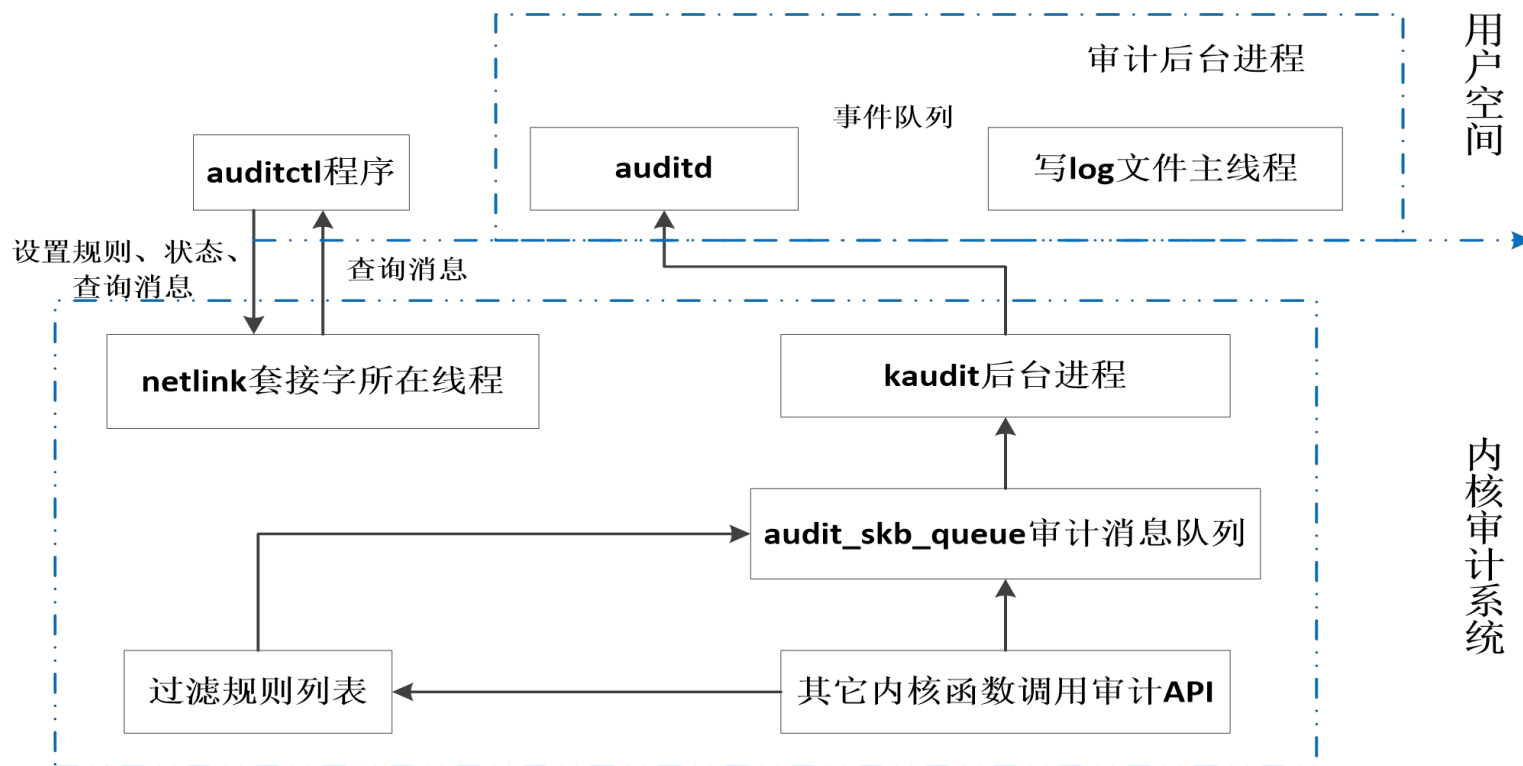 审计后台进程
用户空间
事件队列
auditctl程序
auditd
写log文件主线程
设置规则、状态、
查询消息
查询消息
netlink套接字所在线程
kaudit后台进程
内核审计系统
audit_skb_queue审计消息队列
过滤规则列表
其它内核函数调用审计API